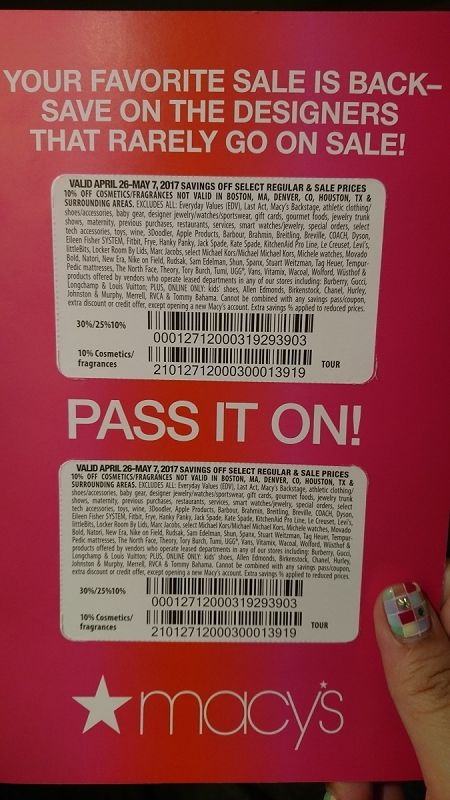 YOUR FAVORITE SALE IS BACK–
SAVE ON THE DESIGNERS
THAT RARELY GO ON SALE!
VALID APRIL 26-MAY 7, 2017 SAVINGS OFF SELECT REGULAR & SALE PRICES
10% OFF COSMETICS/FRAGRANCES NOT VALID IN BOSTON, MA, DENVER, CO, HOUSTON, TX &
SURROUNDING AREAS. EXCLUDES ALL: Everyday Values (EDV), Last Act, Macy's Backstage, athletic clothing/
shoes/accessories, baby gear, designer jewelry/watches/sportswear, gift cards, gourmet foods, jewelry trunk
shows, maternity, previous purchases, restaurants, services, smart watches/jewelry, special orders, select
tech accessories, toys, wine, 3Doodler, Apple Products, Barbour, Brahmin, Breitling, Breville, COACH, Dyson,
Eileen Fisher SYSTEM, Fitbit, Frye, Hanky Panky, Jack Spade, Kate Spade, KitchenAid Pro Line, Le Creuset, Levi's,
littleBits, Locker Room By Lids, Marc Jacobs, select Michael Kors/Michael Michael Kors, Michele watches, Movado
Bold, Natori, New Era, Nike on Field, Rudsak, Sam Edelman, Shun, Spanx, Stuart Weitzman, Tag Heuer, Tempur-
Pedic mattresses, The North Face, Theory, Tory Burch, Tumi, UGG®, Vans, Vitamix, Wacoal, Wolford, Wüsthof &
products offered by vendors who operate leased departments in any of our stores including: Burberry, Gucci,
Longchamp & Louis Vuitton; PLUS, ONLINE ONLY: kids' shoes, Allen Edmonds, Birkenstock, Chanel, Hurley,
Johnston & Murphy, Merrell, RVCA & Tommy Bahama. Cannot be combined with any savings pass/coupon,
extra discount or credit offer, except opening a new Macy's account. Extra savings % applied to reduced prices.
30%/25%10%
00012712000319293903
10% Cosmetics/
fragrances
TOUR
21012712000300013919
PASS IT ON!
VALID APRIL 26-MAY 7, 2017 SAVINGS OFF SELECT REGULAR & SALE PRICES
10% OFF COSMETICS/FRAGRANCES NOT VALID IN BOSTON, MA, DENVER, CO, HOUSTON, TX &
SURROUNDING AREAS. EXCLUDES ALL: Everyday Values (EDV), Last Act, Macy's Backstage, athletic clothing/
shoes/accessories, baby gear, designer jewelry/watches/sportswear, gift cards, gourmet foods, jewelry trunk
shows, maternity, previous purchases, restaurants, services, smart watches/jewelry, special orders, select
tech accessories, toys, wine, 3Doodler, Apple Products, Barbour, Brahmin, Breitling, Breville, COACH, Dyson,
Eileen Fisher SYSTEM, Fitbit, Frye, Hanky Panky, Jack Spade, Kate Spade, KitchenAid Pro Line, Le Creuset, Levi's,
littleBits, Locker Room By Lids, Marc Jacobs, select Michael Kors/Michael Michael Kors, Michele watches, Movado
Bold, Natori, New Era, Nike on Field, Rudsak, Sam Edelman, Shun, Spanx, Stuart Weitzman, Tag Heuer, Tempur-
Pedic mattresses, The North Face, Theory, Tory Burch, Tumi, UGG®, Vans, Vitamix, Wacoal, Wolford, Wüsthof &
products offered by vendors who operate leased departments in any of our stores including: Burberry, Gucci,
Longchamp & Louis Vuitton; PLUS, ONLINE ONLY: kids' shoes, Allen Edmonds, Birkenstock, Chanel, Hurley,
Johnston & Murphy, Merrell, RVCA & Tommy Bahama. Cannot be combined with any savings pass/coupon,
extra discount or credit offer, except opening a new Macy's account. Extra savings % applied to reduced prices.
30%/25%10%
00012712000319293903
10% Cosmetics/
fragrances
TOUR
21012712000300013919
macy's